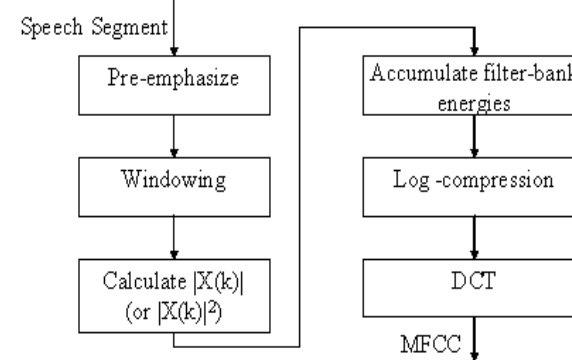 Speech Segment
Pre-emphasize
Windowing
Calculate |X(k)|
(or |X(k)|²)
Accumulate filter-bank
energies
Log -compression
DCT
MFCC